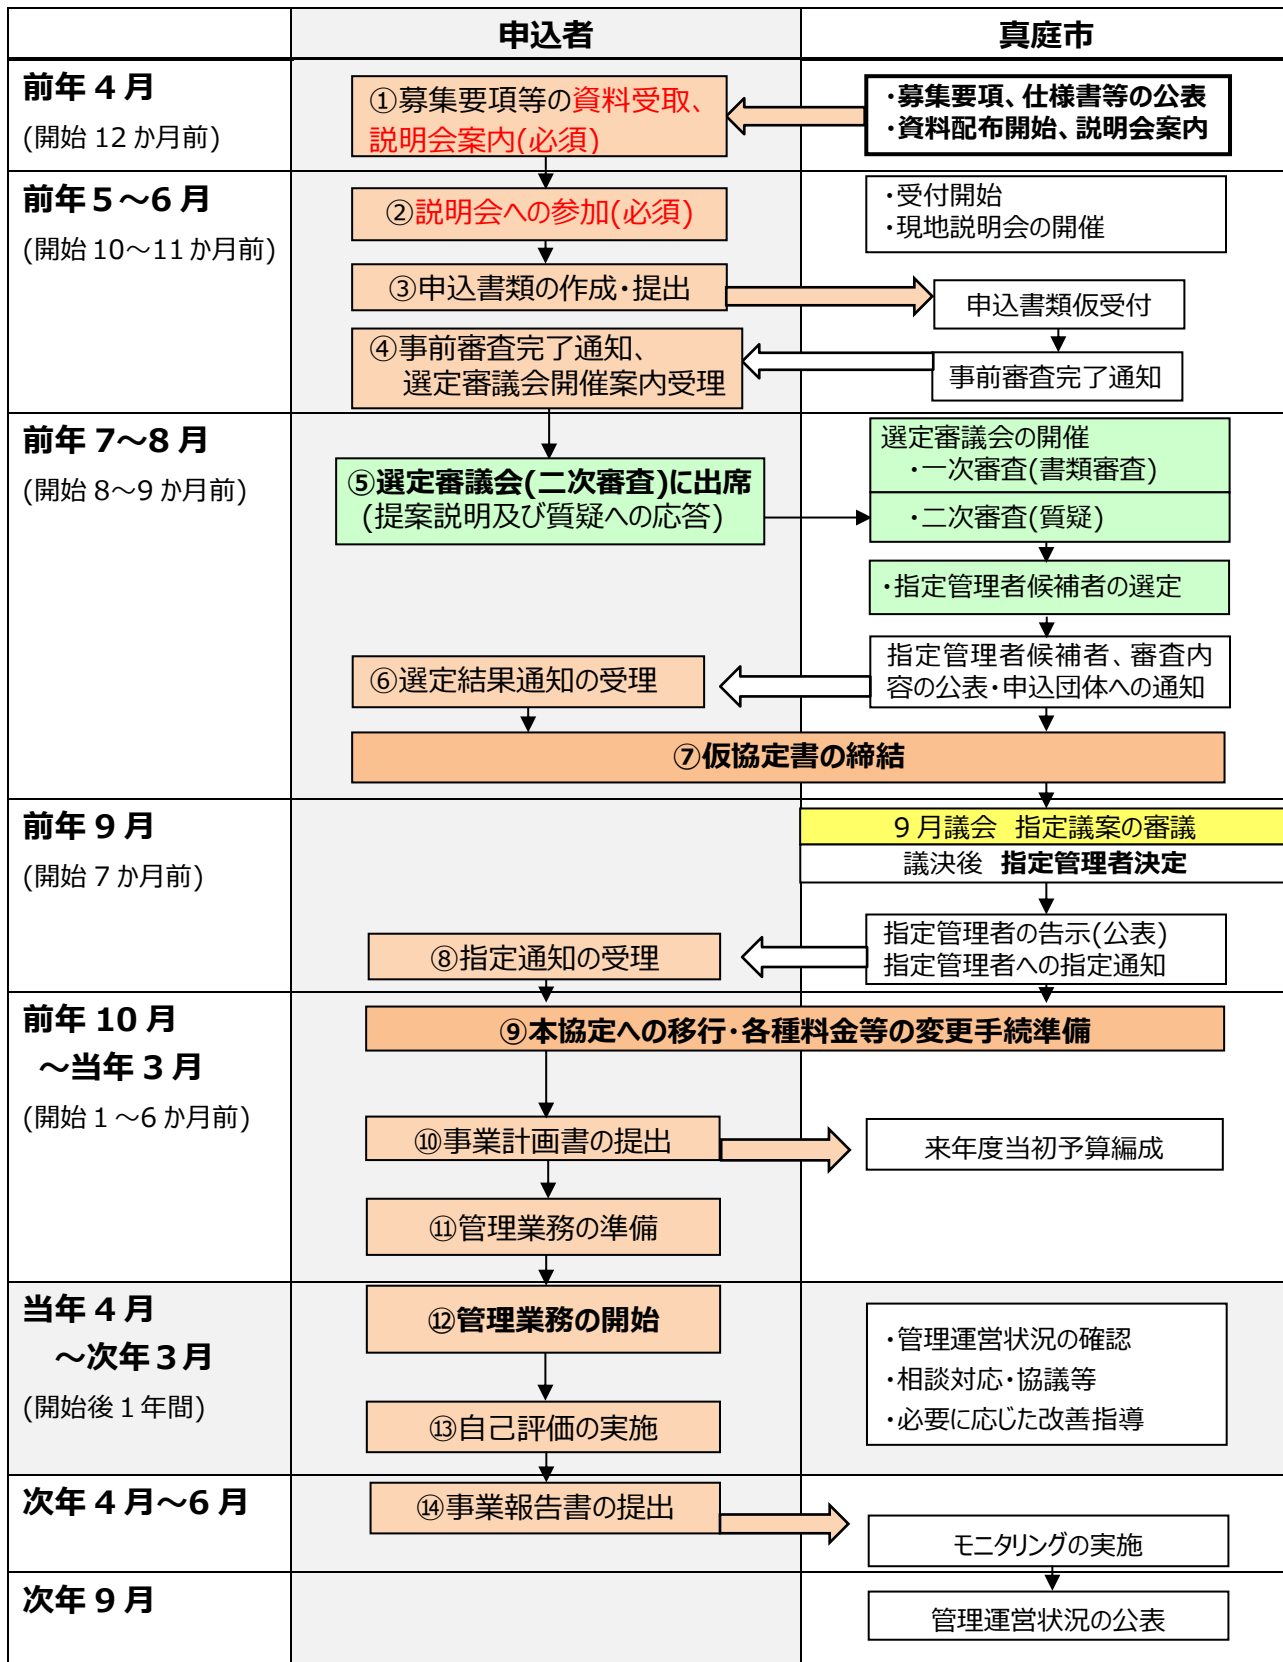 申込者
真庭市
前年4月
(開始12か月前)
①募集要項等の資料受取、
説明会案内(必須)
・募集要項、仕様書等の公表
・資料配布開始、説明会案内
前年5～6月
(開始10～11か月前)
②説明会への参加(必須)
・受付開始
・現地説明会の開催
③申込書類の作成・提出
申込書類仮受付
④事前審査完了通知、
選定審議会開催案内受理
事前審査完了通知
前年7～8月
(開始8～9か月前)
選定審議会の開催
・一次審査(書類審査)
⑤選定審議会(二次審査)に出席
(提案説明及び質疑への応答)
・二次審査(質疑)
・指定管理者候補者の選定
⑥選定結果通知の受理
指定管理者候補者、審査内
容の公表・申込団体への通知
⑦仮協定書の締結
前年9月
(開始7か月前)
9月議会　指定議案の審議
議決後　指定管理者決定
⑧指定通知の受理
指定管理者の告示(公表)
指定管理者への指定通知
前年10月
～当年3月
(開始1～6か月前)
⑨本協定への移行・各種料金等の変更手続準備
⑩事業計画書の提出
来年度当初予算編成
⑪管理業務の準備
当年4月
～次年3月
(開始後1年間)
⑫管理業務の開始
・管理運営状況の確認
・相談対応・協議等
・必要に応じた改善指導
⑬自己評価の実施
次年4月～6月
⑭事業報告書の提出
モニタリングの実施
次年9月
管理運営状況の公表